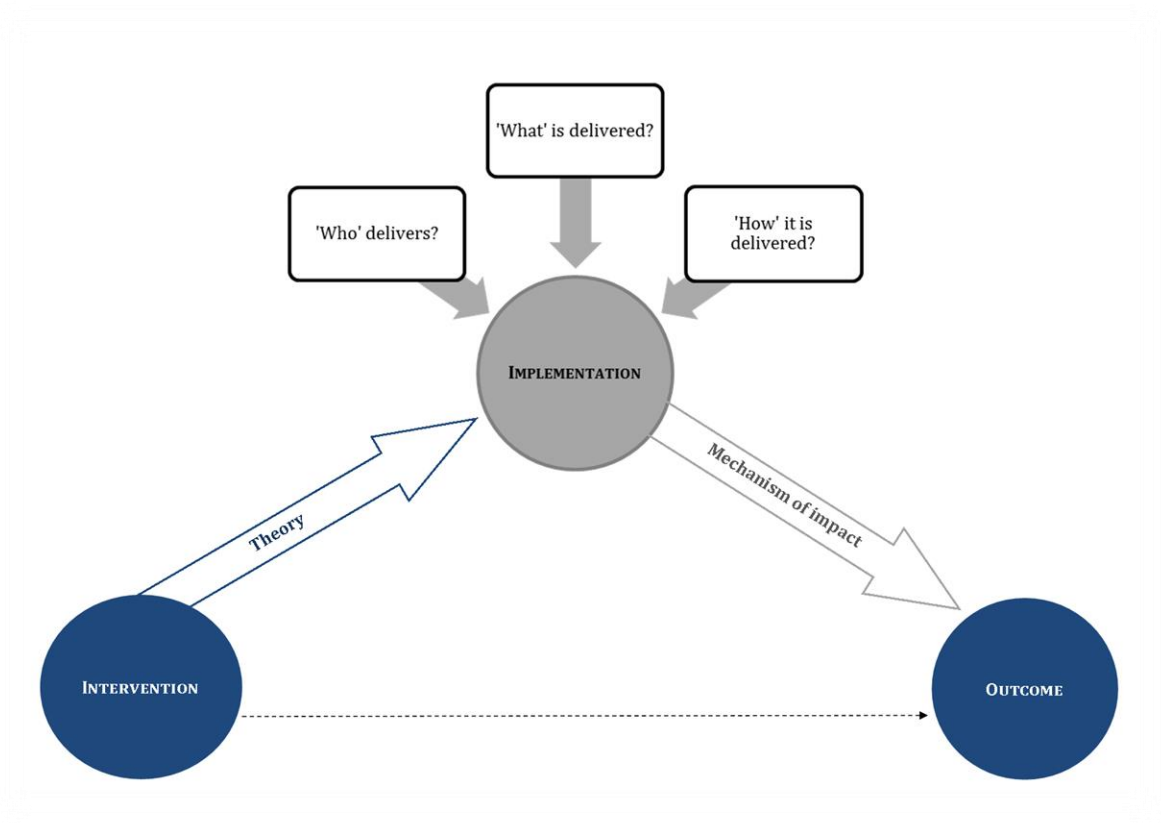 'What' is delivered?
'Who' delivers?
'How' it is
delivered?
IMPLEMENTATION
Theory
Mechanism of impact
INTERVENTION
OUTCOME